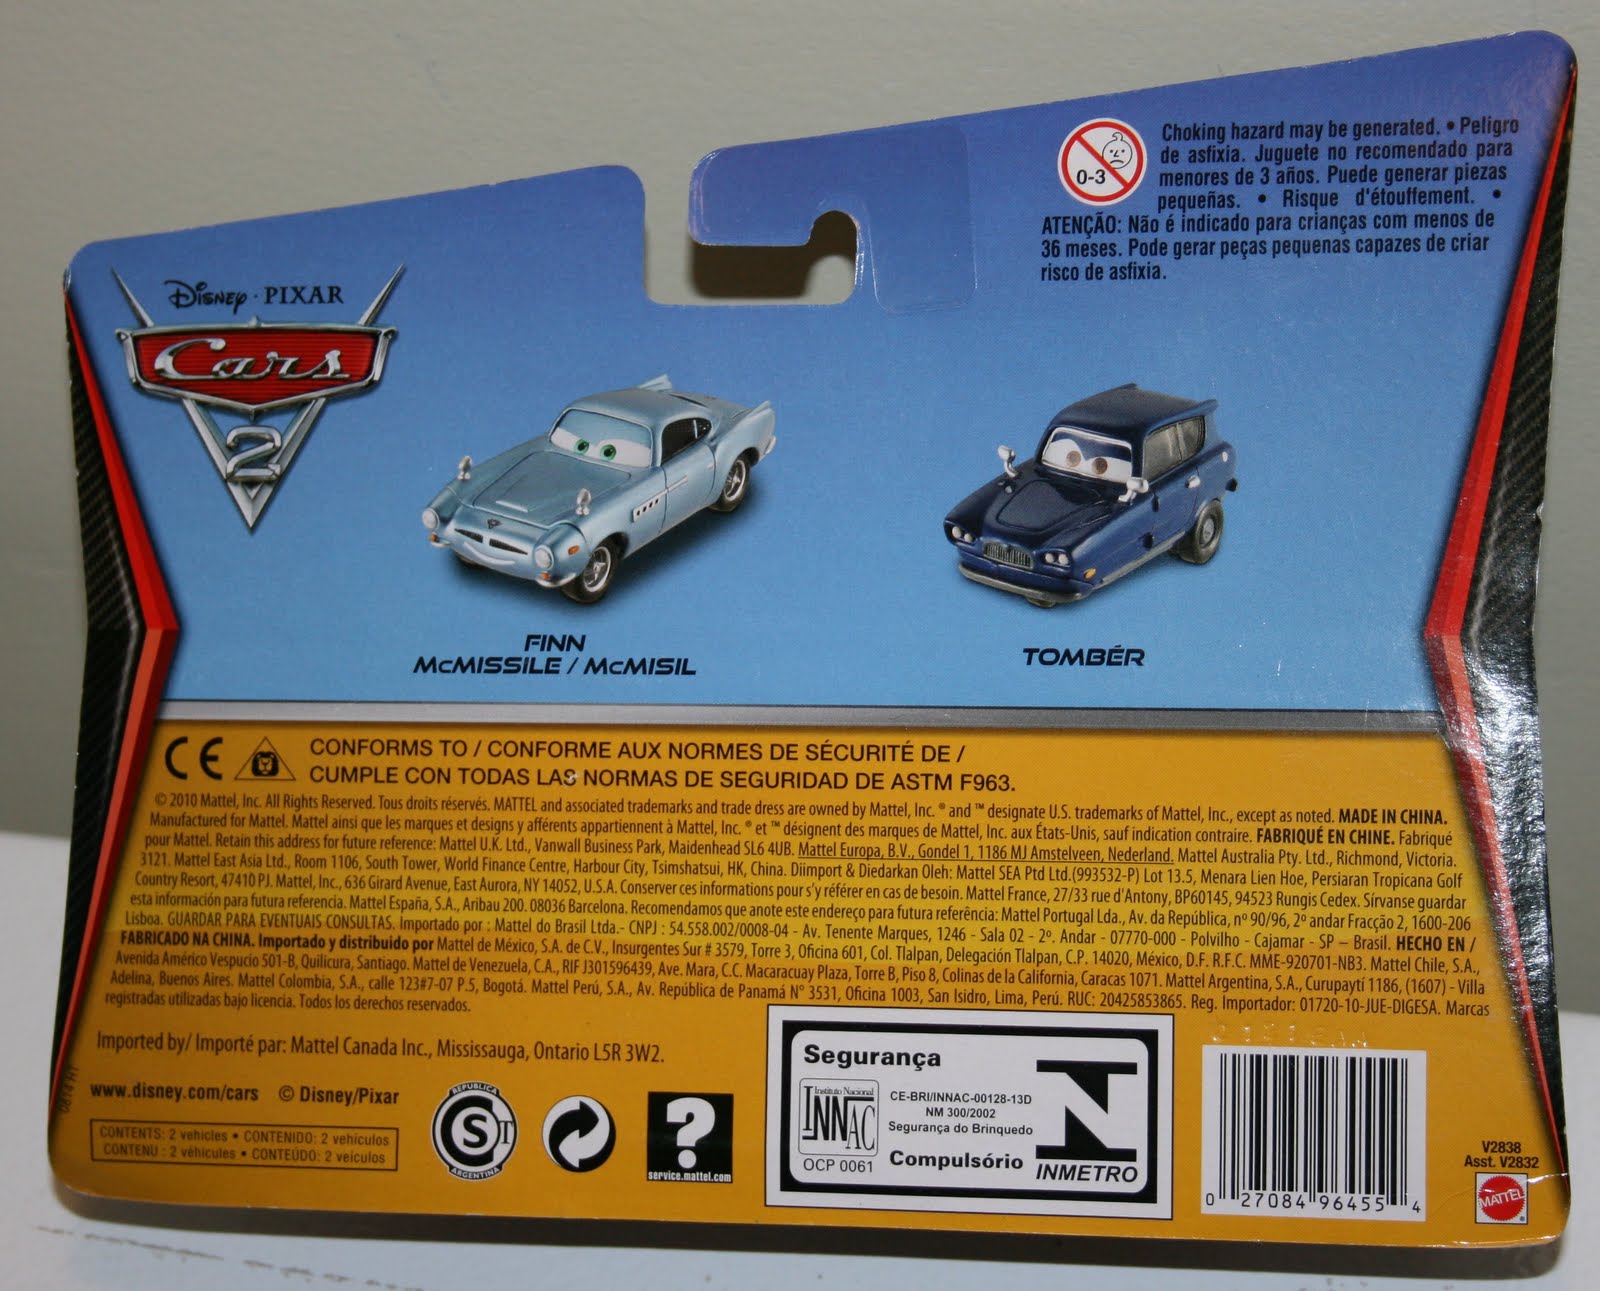 Disney · PIXAR
Cars
2
0-3
Choking hazard may be generated. • Peligro
de asfixia. Juguete no recomendado para
menores de 3 años. Puede generar piezas
pequeñas. • Risque d'étouffement. •
ATENÇÃO: Não é indicado para crianças com menos de
36 meses. Pode gerar peças pequenas capazes de criar
risco de asfixia.
FINN
McMISSILE / McMISIL
TOMBÉR
CE
CONFORMS TO / CONFORME AUX NORMES DE SÉCURITÉ DE /
CUMPLE CON TODAS LAS NORMAS DE SEGURIDAD DE ASTM F963.
© 2010 Mattel, Inc. All Rights Reserved. Tous droits réservés. MATTEL and associated trademarks and trade dress are owned by Mattel, Inc. ® and ™ designate U.S. trademarks of Mattel, Inc., except as noted. MADE IN CHINA.
Manufactured for Mattel. Mattel ainsi que les marques et designs y afférents appartiennent à Mattel, Inc. ® et ™ désignent des marques de Mattel, Inc. aux États-Unis, sauf indication contraire. FABRIQUÉ EN CHINE. Fabriqué
pour Mattel. Retain this address for future reference: Mattel U.K. Ltd., Vanwall Business Park, Maidenhead SL6 4UB. Mattel Europa, B.V., Gondel 1, 1186 MJ Amstelveen, Nederland. Mattel Australia Pty. Ltd., Richmond, Victoria.
3121. Mattel East Asia Ltd., Room 1106, South Tower, World Finance Centre, Harbour City, Tsimshatsui, HK, China. Diimport & Diedarkan Oleh: Mattel SEA Ptd Ltd.(993532-P) Lot 13.5, Menara Lien Hoe, Persiaran Tropicana Golf
Country Resort, 47410 PJ. Mattel, Inc., 636 Girard Avenue, East Aurora, NY 14052, U.S.A. Conserver ces informations pour s'y référer en cas de besoin. Mattel France, 27/33 rue d'Antony, BP60145, 94523 Rungis Cedex. Sírvanse guardar
esta información para futura referencia. Mattel España, S.A., Aribau 200. 08036 Barcelona. Recomendamos que anote este endereço para futura referência: Mattel Portugal Lda., Av. da República, nº 90/96, 2º andar Fracção 2, 1600-206
Lisboa. GUARDAR PARA EVENTUAIS CONSULTAS. Importado por : Mattel do Brasil Ltda.- CNPJ : 54.558.002/0008-04 - Av. Tenente Marques, 1246 - Sala 02 - 2º. Andar - 07770-000 - Polvilho - Cajamar - SP – Brasil. HECHO EN /
FABRICADO NA CHINA. Importado y distribuido por Mattel de México, S.A. de C.V., Insurgentes Sur # 3579, Torre 3, Oficina 601, Col. Tlalpan, Delegación Tlalpan, C.P. 14020, México, D.F. R.F.C. MME-920701-NB3. Mattel Chile, S.A.,
Avenida Américo Vespucio 501-B, Quilicura, Santiago. Mattel de Venezuela, C.A., RIF J301596439, Ave. Mara, C.C. Macaracuay Plaza, Torre B, Piso 8, Colinas de la California, Caracas 1071. Mattel Argentina, S.A., Curupaytí 1186, (1607) - Villa
Adelina, Buenos Aires. Mattel Colombia, S.A., calle 123#7-07 P.5, Bogotá. Mattel Perú, S.A., Av. República de Panamá N° 3531, Oficina 1003, San Isidro, Lima, Perú. RUC: 20425853865. Reg. Importador: 01720-10-JUE-DIGESA. Marcas
registradas utilizadas bajo licencia. Todos los derechos reservados.
Imported by/ Importé par: Mattel Canada Inc., Mississauga, Ontario L5R 3W2.
www.disney.com/cars © Disney/Pixar
CONTENTS: 2 vehicles • CONTENIDO: 2 vehículos
CONTENU : 2 véhicules • CONTEÚDO: 2 veículos
REPUBLICA
S T
ARGENTINA
?
service.mattel.com
Segurança
Instituto Nacional
INNAC
OCP 0061
CE-BRI/INNAC-00128-13D
NM 300/2002
Segurança do Brinquedo
Compulsório
INMETRO
0 27084 96455 4
V2838
Asst. V2832
MATTEL